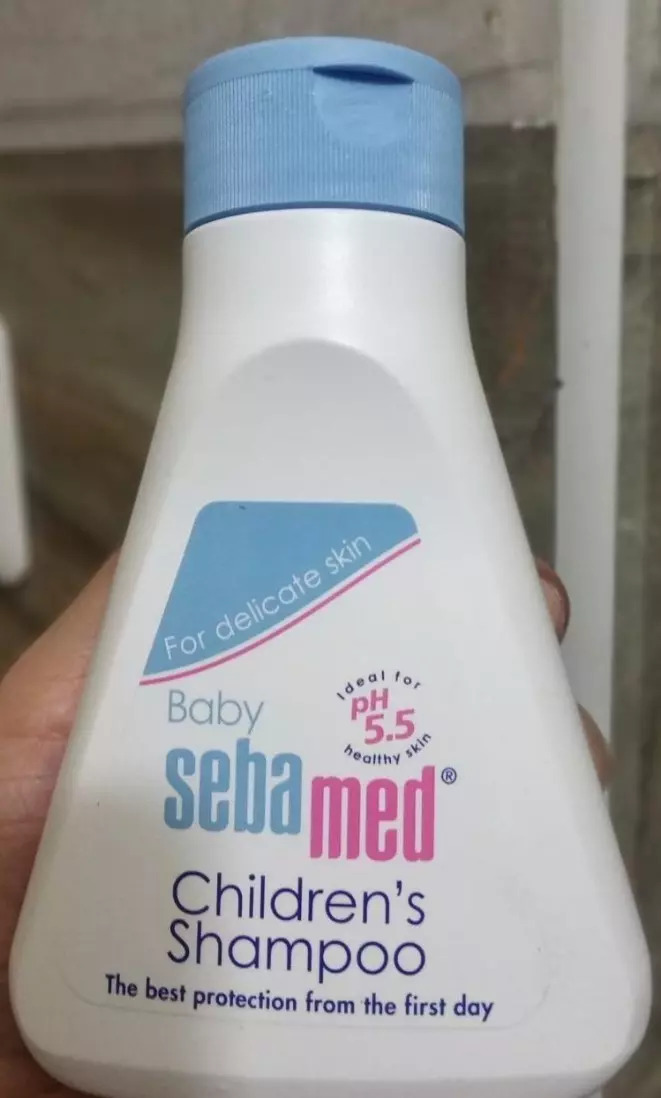 For delicate skin
Baby
Ideal for
pH
5.5
healthy skin
sebamed®
Children's
Shampoo
The best protection from the first day